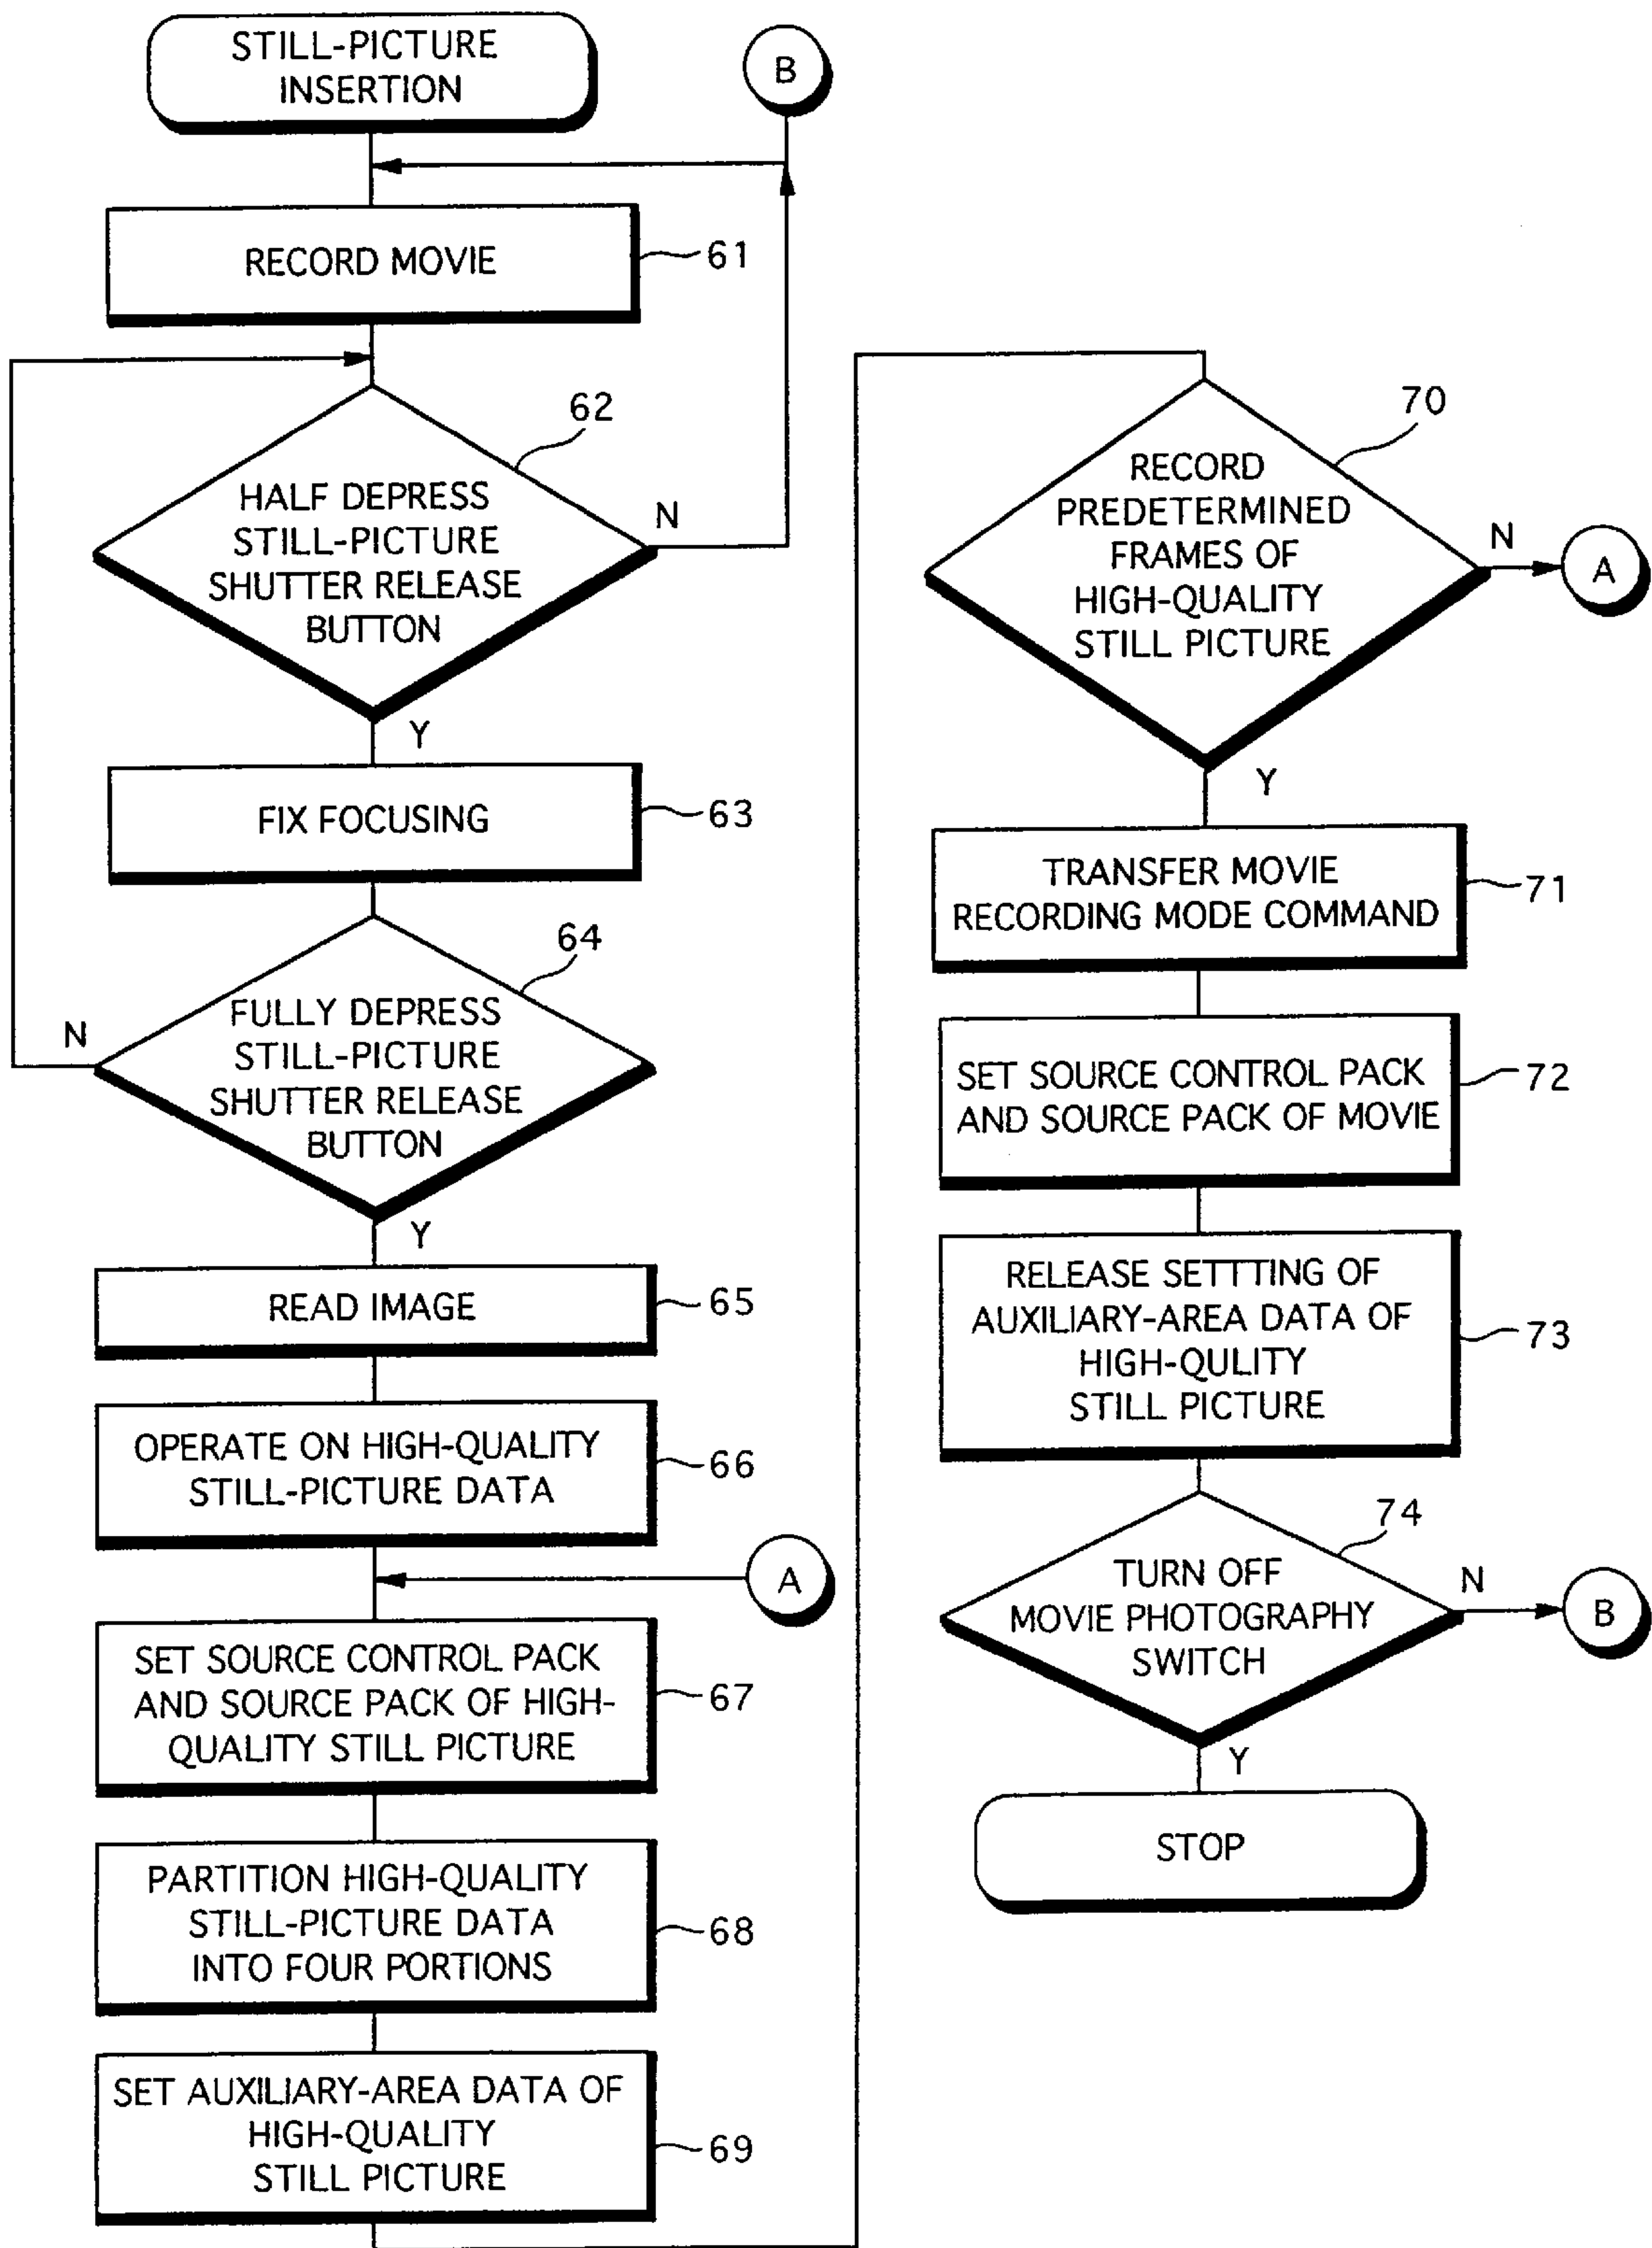 STILL-PICTURE
INSERTION
B
RECORD MOVIE
61
62
HALF DEPRESS
STILL-PICTURE
SHUTTER RELEASE
BUTTON
N
Y
FIX FOCUSING
63
64
FULLY DEPRESS
STILL-PICTURE
SHUTTER RELEASE
BUTTON
N
Y
READ IMAGE
65
OPERATE ON HIGH-QUALITY
STILL-PICTURE DATA
66
A
SET SOURCE CONTROL PACK
AND SOURCE PACK OF HIGH-
QUALITY STILL PICTURE
67
PARTITION HIGH-QUALITY
STILL-PICTURE DATA
INTO FOUR PORTIONS
68
SET AUXILIARY-AREA DATA OF
HIGH-QUALITY
STILL PICTURE
69
70
RECORD
PREDETERMINED
FRAMES OF
HIGH-QUALITY
STILL PICTURE
N
A
Y
TRANSFER MOVIE
RECORDING MODE COMMAND
71
SET SOURCE CONTROL PACK
AND SOURCE PACK OF MOVIE
72
RELEASE SETTTING OF
AUXILIARY-AREA DATA OF
HIGH-QULITY
STILL PICTURE
73
74
TURN OFF
MOVIE PHOTOGRAPHY
SWITCH
N
B
Y
STOP